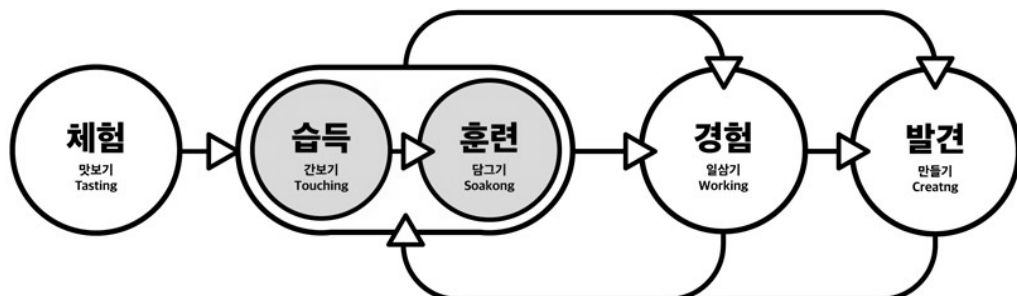 체험
맛보기
Tasting
습득
간보기
Touching
훈련
담그기
Soakong
경험
일삼기
Working
발견
만들기
Creatng